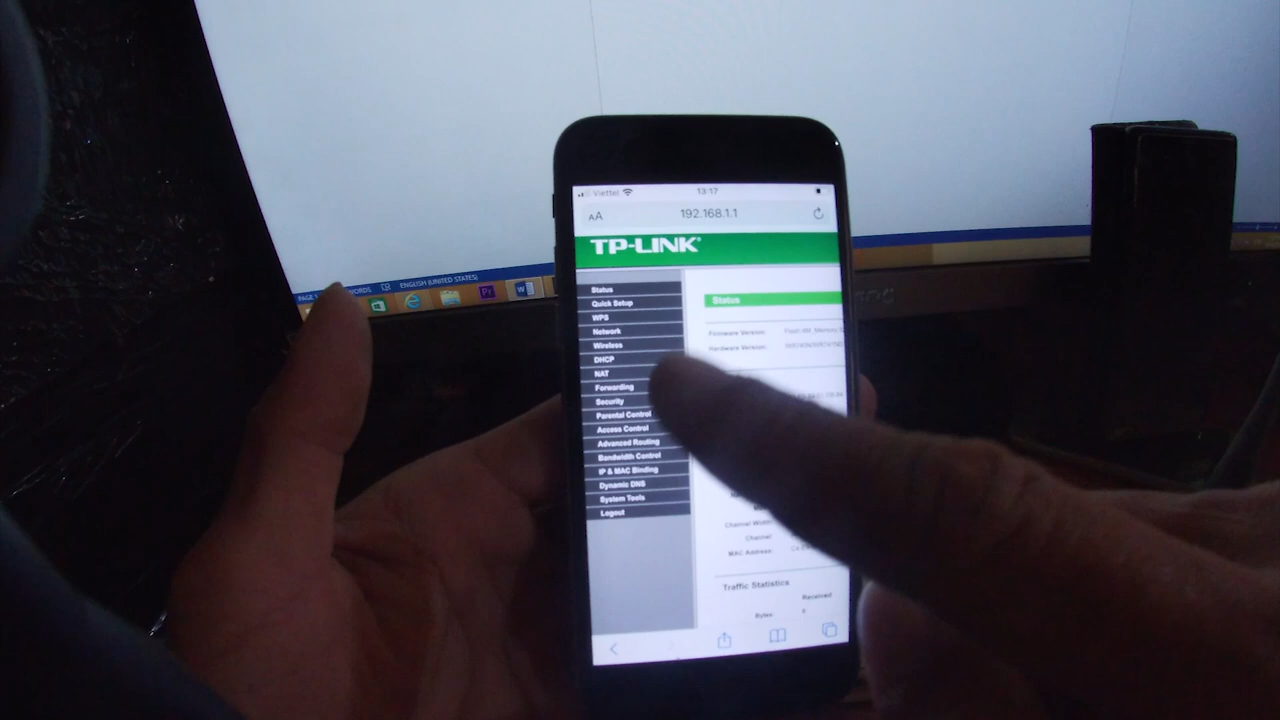 Viettel 13:17
AA 192.168.1.1
TP-LINK®
Status
Quick Setup
WPS
Network
Wireless
DHCP
NAT
Forwarding
Security
Parental Control
Access Control
Advanced Routing
Bandwidth Control
IP & MAC Binding
Dynamic DNS
System Tools
Logout
Status
Firmware Version:
Hardware Version:
Channel Width
Channel
MAC Address:
Traffic Statistics
Received
Bytes
PAGE
WORDS
ENGLISH (UNITED STATES)
Pr
W